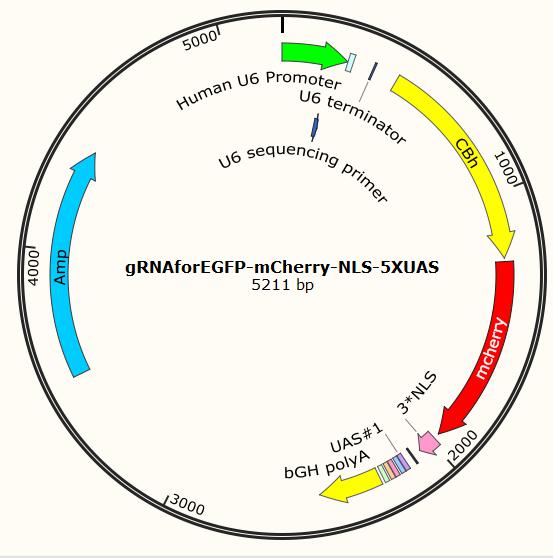 5000
Human U6 Promoter
U6 terminator
U6 sequencing primer
CBh
1000
gRNAforEGFP-mCherry-NLS-5XUAS
5211 bp
4000
Amp
mcherry
3*NLS
2000
UAS#1
bGH polyA
3000